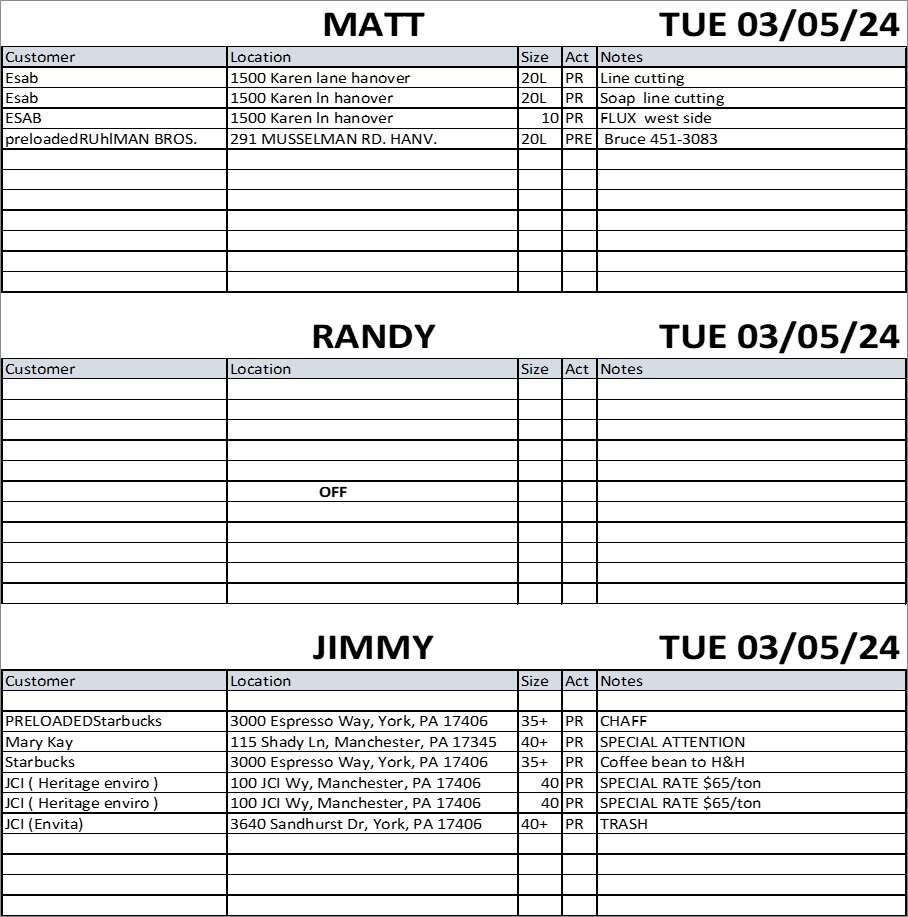 MATT TUE 03/05/24
Customer Location Size Act Notes
Esab 1500 Karen lane hanover 20L PR Line cutting
Esab 1500 Karen ln hanover 20L PR Soap line cutting
ESAB 1500 Karen ln hanover 10 PR FLUX west side
preloadedRUhlMAN BROS. 291 MUSSELMAN RD. HANV. 20L PRE Bruce 451-3083
RANDY TUE 03/05/24
Customer Location Size Act Notes
OFF
JIMMY TUE 03/05/24
Customer Location Size Act Notes
PRELOADEDStarbucks 3000 Espresso Way, York, PA 17406 35+ PR CHAFF
Mary Kay 115 Shady Ln, Manchester, PA 17345 40+ PR SPECIAL ATTENTION
Starbucks 3000 Espresso Way, York, PA 17406 35+ PR Coffee bean to H&H
JCI ( Heritage enviro ) 100 JCI Wy, Manchester, PA 17406 40 PR SPECIAL RATE $65/ton
JCI ( Heritage enviro ) 100 JCI Wy, Manchester, PA 17406 40 PR SPECIAL RATE $65/ton
JCI (Envita) 3640 Sandhurst Dr, York, PA 17406 40+ PR TRASH